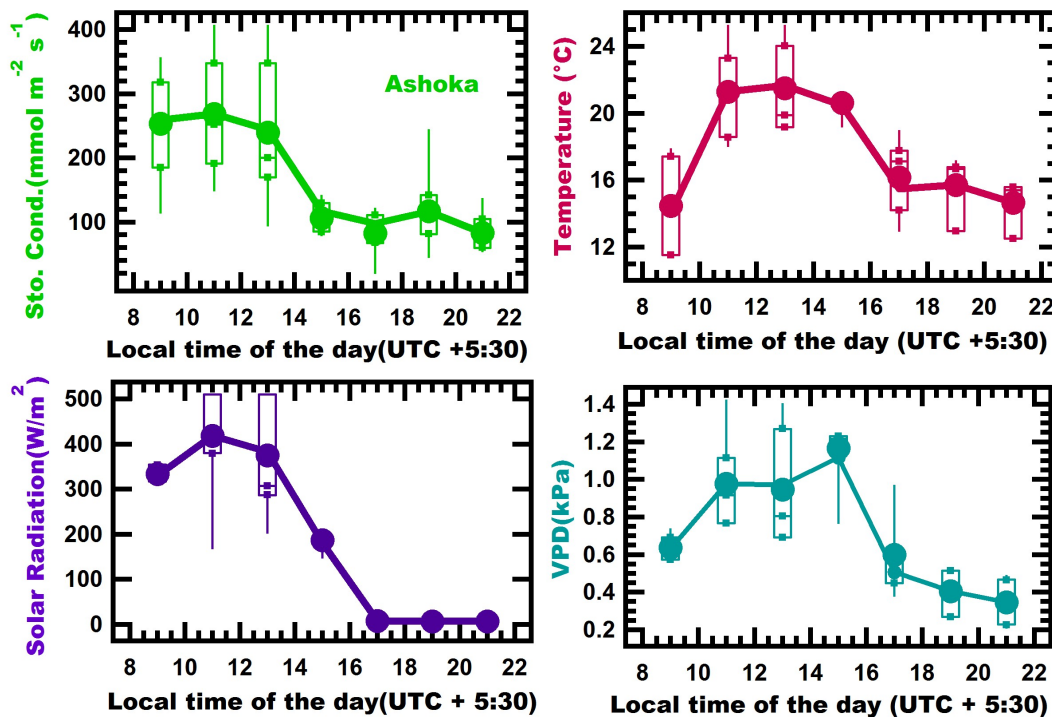 Sto. Cond.(mmol m-2 s-1)
400
300
200
100
Ashoka
8 10 12 14 16 18 20 22
Local time of the day(UTC +5:30)
Temperature (°C)
24
20
16
12
8 10 12 14 16 18 20 22
Local time of the day (UTC +5:30)
Solar Radiation(W/m2)
500
400
300
200
100
0
8 10 12 14 16 18 20 22
Local time of the day(UTC + 5:30)
VPD(kPa)
1.4
1.2
1.0
0.8
0.6
0.4
0.2
8 10 12 14 16 18 20 22
Local time of the day (UTC + 5:30)